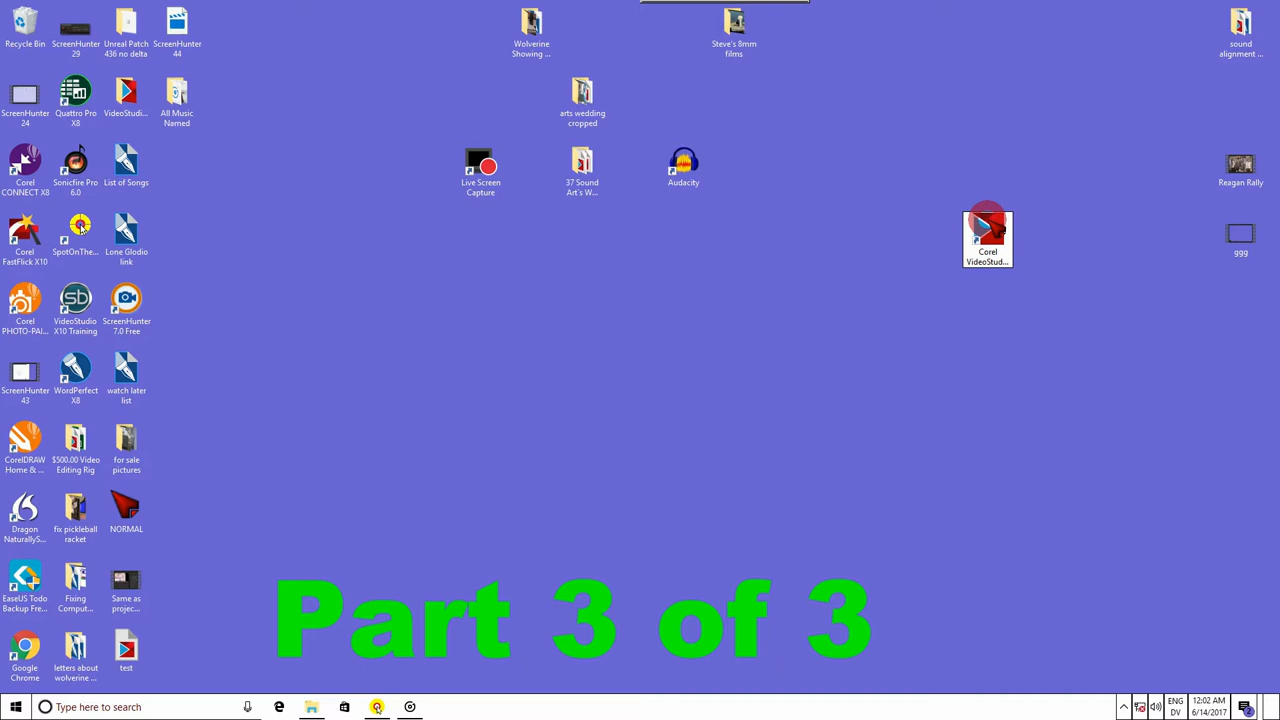 Recycle Bin
ScreenHunter
29
Unreal Patch
436 no delta
ScreenHunter
44
Wolverine
Showing ...
Steve's 8mm
films
sound
alignment ...
ScreenHunter
24
Quattro Pro
X8
VideoStudi...
All Music
Named
arts wedding
cropped
Corel
CONNECT X8
Sonicfire Pro
6.0
List of Songs
Live Screen
Capture
37 Sound
Art's W...
Audacity
Reagan Rally
Corel
FastFlick X10
SpotOnThe...
Lone Glodio
link
Corel
VideoStud...
ggg
Corel
PHOTO-PAI...
sb
VideoStudio
X10 Training
ScreenHunter
7.0 Free
ScreenHunter
43
WordPerfect
X8
watch later
list
CorelDRAW
Home & ...
$500.00 Video
Editing Rig
for sale
pictures
Dragon
NaturallyS...
fix pickleball
racket
NORMAL
EaseUS Todo
Backup Fre...
Fixing
Comput...
Same as
projec...
Part 3 of 3
Google
Chrome
letters about
wolverine ...
test
Type here to search
ENG
DV
12:02 AM
6/14/2017
2